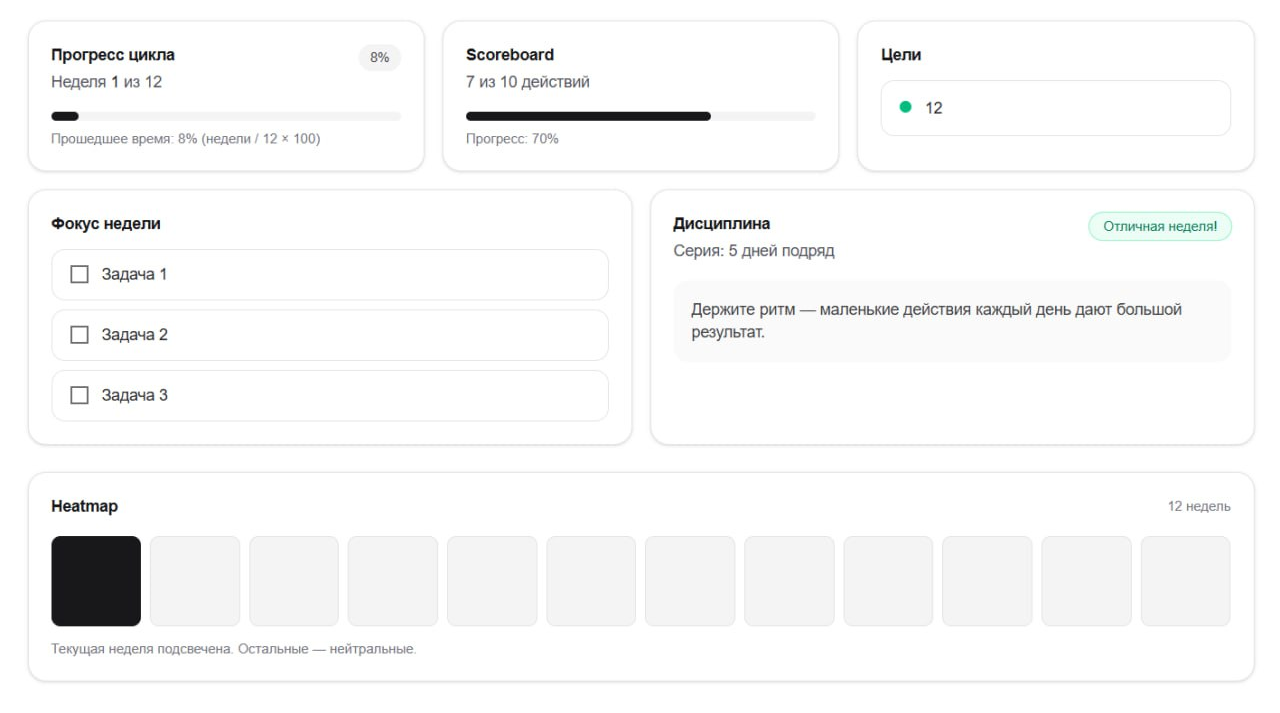 Прогресс цикла
8%
Неделя 1 из 12
Прошедшее время: 8% (недели / 12 × 100)
Scoreboard
7 из 10 действий
Прогресс: 70%
Цели
12
Фокус недели
Задача 1
Задача 2
Задача 3
Дисциплина
Отличная неделя!
Серия: 5 дней подряд
Держите ритм — маленькие действия каждый день дают большой
результат.
Heatmap
12 недель
Текущая неделя подсвечена. Остальные — нейтральные.